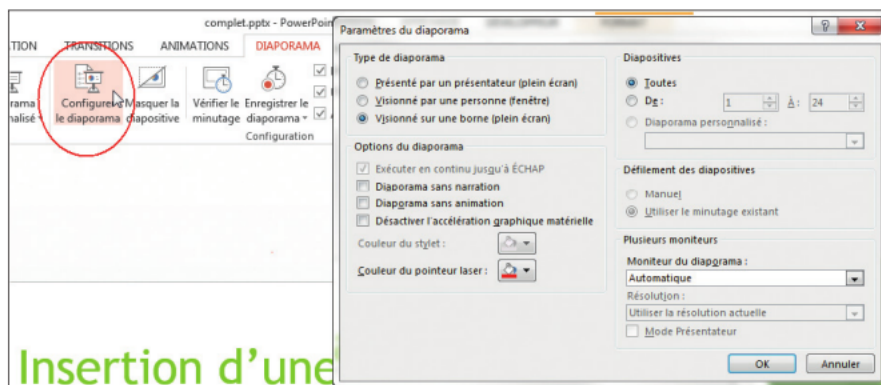 complet.pptx - PowerPoin
TION TRANSITIONS ANIMATIONS DIAPORAMA
rama
nalisé
Configurer
le diaporama
Masquer la
diapositive
Vérifier le
minutage
Enregistrer le
diaporama
Configuration
Insertion d'une
Paramètres du diaporama
Type de diaporama
Présenté par un présentateur (plein écran)
Visionné par une personne (fenêtre)
Visionné sur une borne (plein écran)
Options du diaporama
Exécuter en continu jusqu'à ÉCHAP
Diaporama sans narration
Diaporama sans animation
Désactiver l'accélération graphique matérielle
Couleur du stylet :
Couleur du pointeur laser :
Diapositives
Toutes
De : 1 À : 24
Diaporama personnalisé :
Défilement des diapositives
Manuel
Utiliser le minutage existant
Plusieurs moniteurs
Moniteur du diaporama :
Automatique
Résolution :
Utiliser la résolution actuelle
Mode Présentateur
OK Annuler